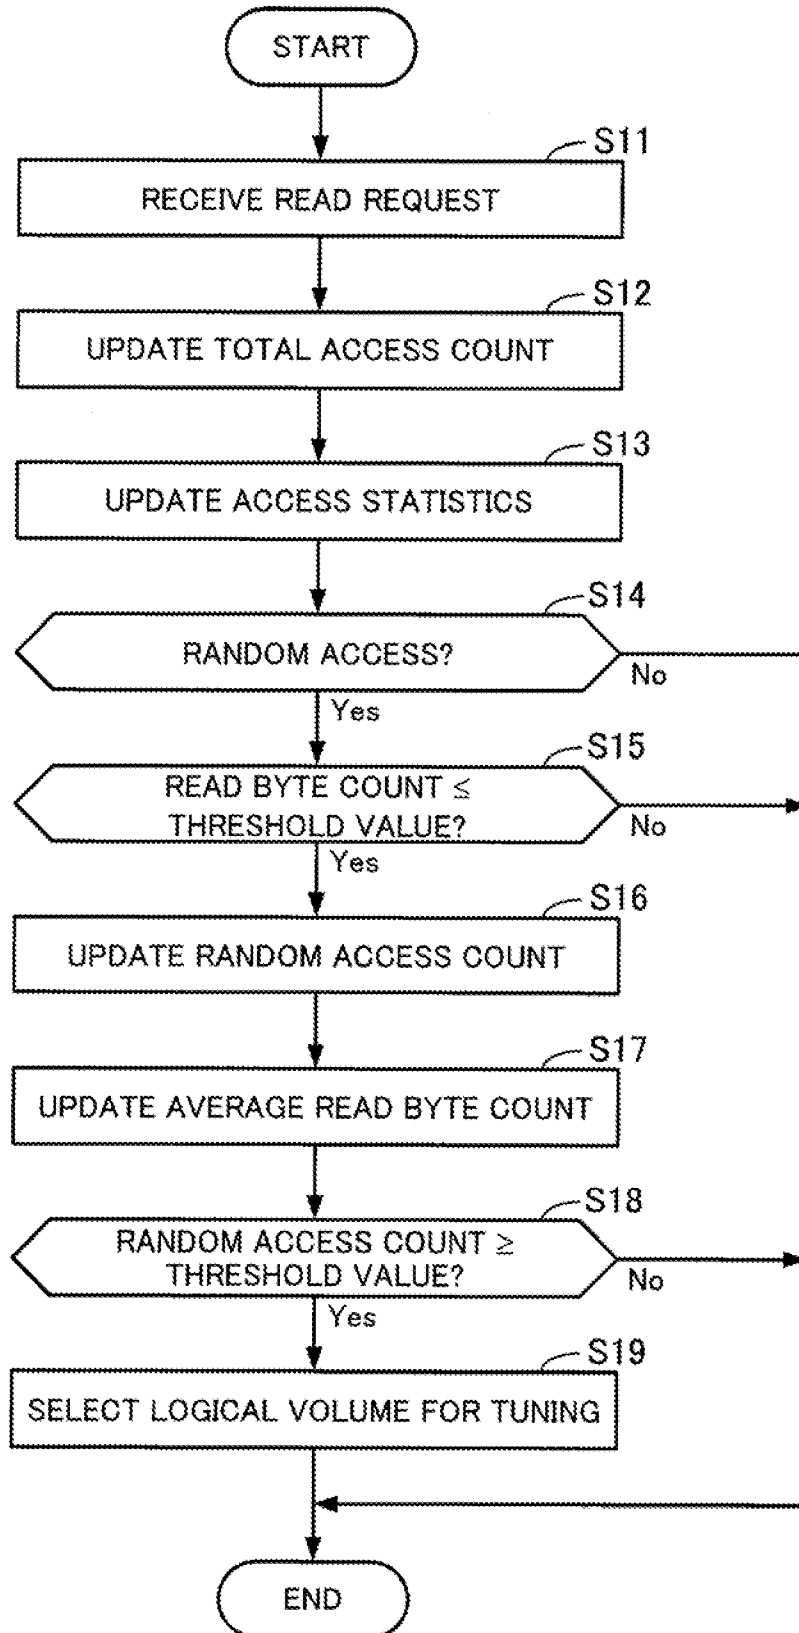 START
S11
RECEIVE READ REQUEST
S12
UPDATE TOTAL ACCESS COUNT
S13
UPDATE ACCESS STATISTICS
S14
RANDOM ACCESS?
No
Yes
S15
READ BYTE COUNT ≦
THRESHOLD VALUE?
No
Yes
S16
UPDATE RANDOM ACCESS COUNT
S17
UPDATE AVERAGE READ BYTE COUNT
S18
RANDOM ACCESS COUNT ≧
THRESHOLD VALUE?
No
Yes
S19
SELECT LOGICAL VOLUME FOR TUNING
END